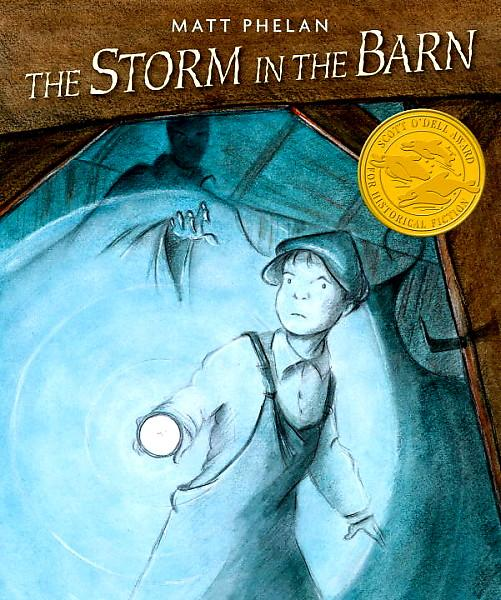 MATT PHELAN
THE STORM IN THE BARN
SCOTT O'DELL AWARD
FOR HISTORICAL FICTION